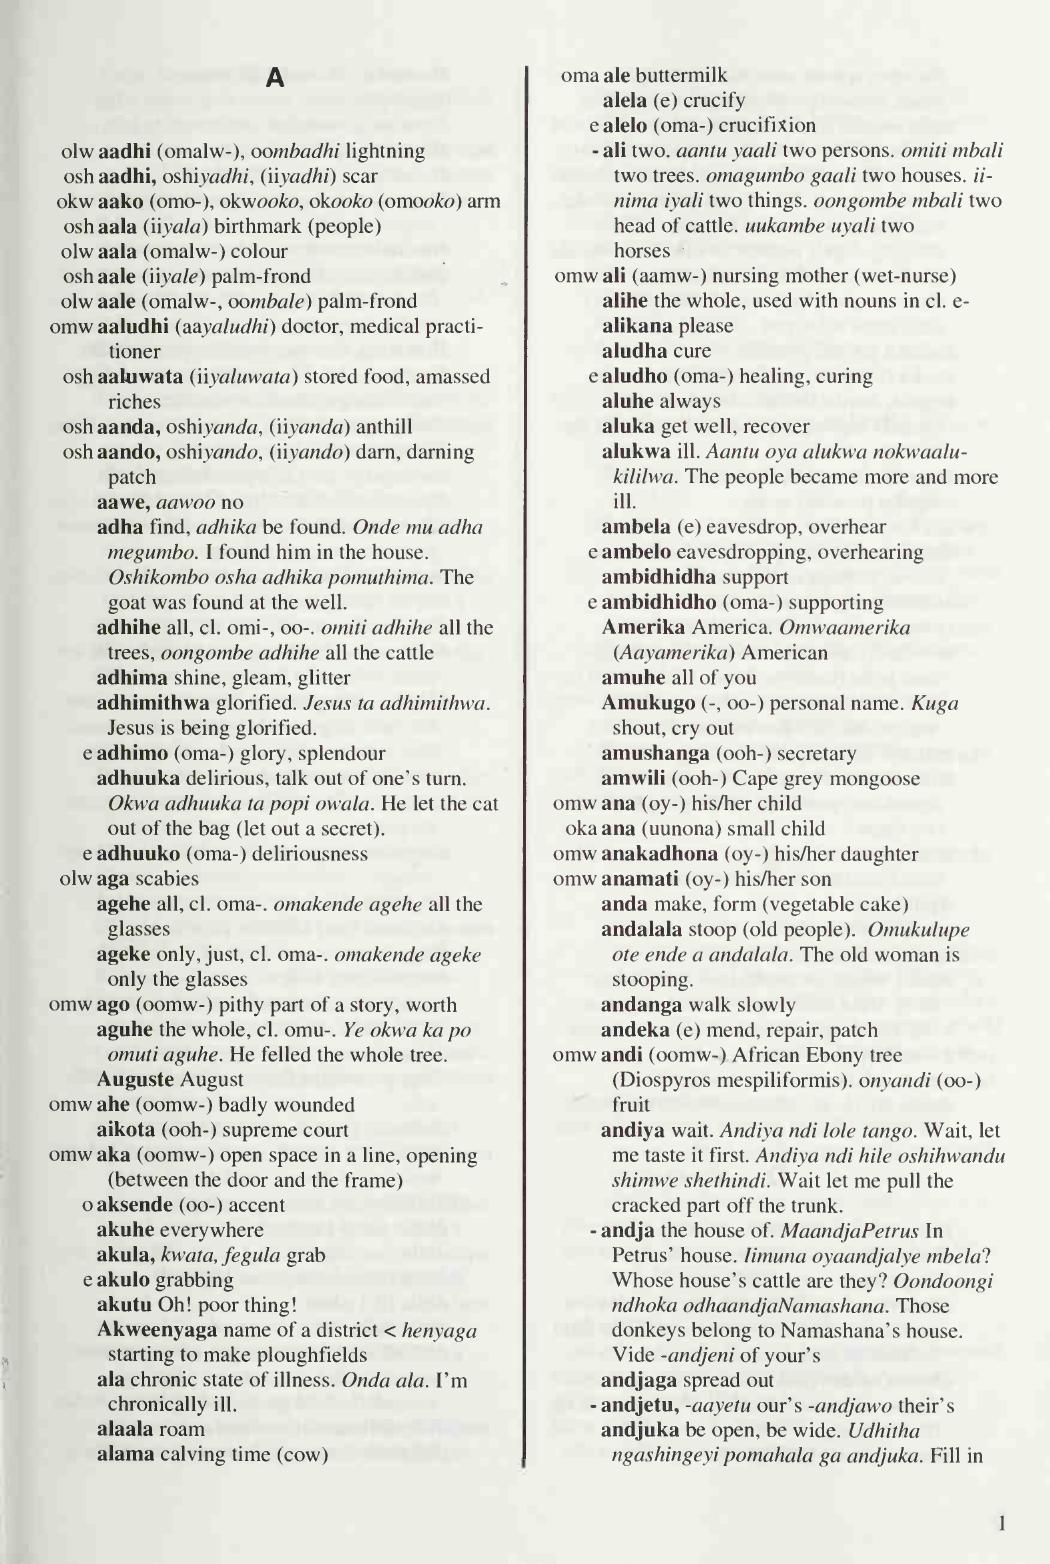 A
olw aadhi (omalw-), oombadhi lightning
osh aadhi, oshiyadhi, (iiyadhi) scar
okw aako (omo-), okwooko, okooko (omooko) arm
osh aala (iiyala) birthmark (people)
olw aala (omalw-) colour
osh aale (iiyale) palm-frond
olw aale (omalw-, oombale) palm-frond
omw aaludhi (aayaludhi) doctor, medical practi-
tioner
osh aaluwata (iiyaluwata) stored food, amassed
riches
osh aanda, oshiyanda, (iiyanda) anthill
osh aando, oshiyando, (iiyando) darn, darning
patch
aawe, aawoo no
adha find, adhika be found. Onde mu adha
megumbo. I found him in the house.
Oshikombo osha adhika pomuthima. The
goat was found at the well.
adhihe all, cl. omi-, oo-. omiti adhihe all the
trees, oongombe adhihe all the cattle
adhima shine, gleam, glitter
adhimithwa glorified. Jesus ta adhimithwa.
Jesus is being glorified.
e adhimo (oma-) glory, splendour
adhuuka delirious, talk out of one's turn.
Okwa adhuuka ta popi owala. He let the cat
out of the bag (let out a secret).
e adhuuko (oma-) deliriousness
olw aga scabies
agehe all, cl. oma-. omakende agehe all the
glasses
ageke only, just, cl. oma-. omakende ageke
only the glasses
omw ago (oomw-) pithy part of a story, worth
aguhe the whole, cl. omu-. Ye okwa ka po
omuti aguhe. He felled the whole tree.
Auguste August
omw ahe (oomw-) badly wounded
aikota (ooh-) supreme court
omw aka (oomw-) open space in a line, opening
(between the door and the frame)
o aksende (oo-) accent
akuhe everywhere
akula, kwata, fegula grab
e akulo grabbing
akutu Oh! poor thing!
Akweenyaga name of a district < henyaga
starting to make ploughfields
ala chronic state of illness. Onda ala. I'm
chronically ill.
alaala roam
alama calving time (cow)
oma ale buttermilk
alela (e) crucify
e alelo (oma-) crucifixion
- ali two. aantu yaali two persons. omiti mbali
two trees. omagumbo gaali two houses. ii-
nima iyali two things. oongombe mbali two
head of cattle. uukambe uyali two
horses
omw ali (aamw-) nursing mother (wet-nurse)
alihe the whole, used with nouns in cl. e-
alikana please
aludha cure
e aludho (oma-) healing, curing
aluhe always
aluka get well, recover
alukwa ill. Aantu oya alukwa nokwaalu-
kililwa. The people became more and more
ill.
ambela (e) eavesdrop, overhear
e ambelo eavesdropping, overhearing
ambidhidha support
e ambidhidho (oma-) supporting
Amerika America. Omwaamerika
(Aayamerika) American
amuhe all of you
Amukugo (-, oo-) personal name. Kuga
shout, cry out
amushanga (ooh-) secretary
amwili (ooh-) Cape grey mongoose
omw ana (oy-) his/her child
oka ana (uunona) small child
omw anakadhona (oy-) his/her daughter
omw anamati (oy-) his/her son
anda make, form (vegetable cake)
andalala stoop (old people). Omukulupe
ote ende a andalala. The old woman is
stooping.
andanga walk slowly
andeka (e) mend, repair, patch
omw andi (oomw-) African Ebony tree
(Diospyros mespiliformis). onyandi (oo-)
fruit
andiya wait. Andiya ndi lole tango. Wait, let
me taste it first. Andiya ndi hile oshihwandu
shimwe shethindi. Wait let me pull the
cracked part off the trunk.
- andja the house of. MaandjaPetrus In
Petrus' house. Iimuna oyaandjalye mbela?
Whose house's cattle are they? Oondoongi
ndhoka odhaandjaNamashana. Those
donkeys belong to Namashana's house.
Vide -andjeni of your's
andjaga spread out
- andjetu, -aayetu our's -andjawo their's
andjuka be open, be wide. Udhitha
ngashingeyi pomahala ga andjuka. Fill in
1